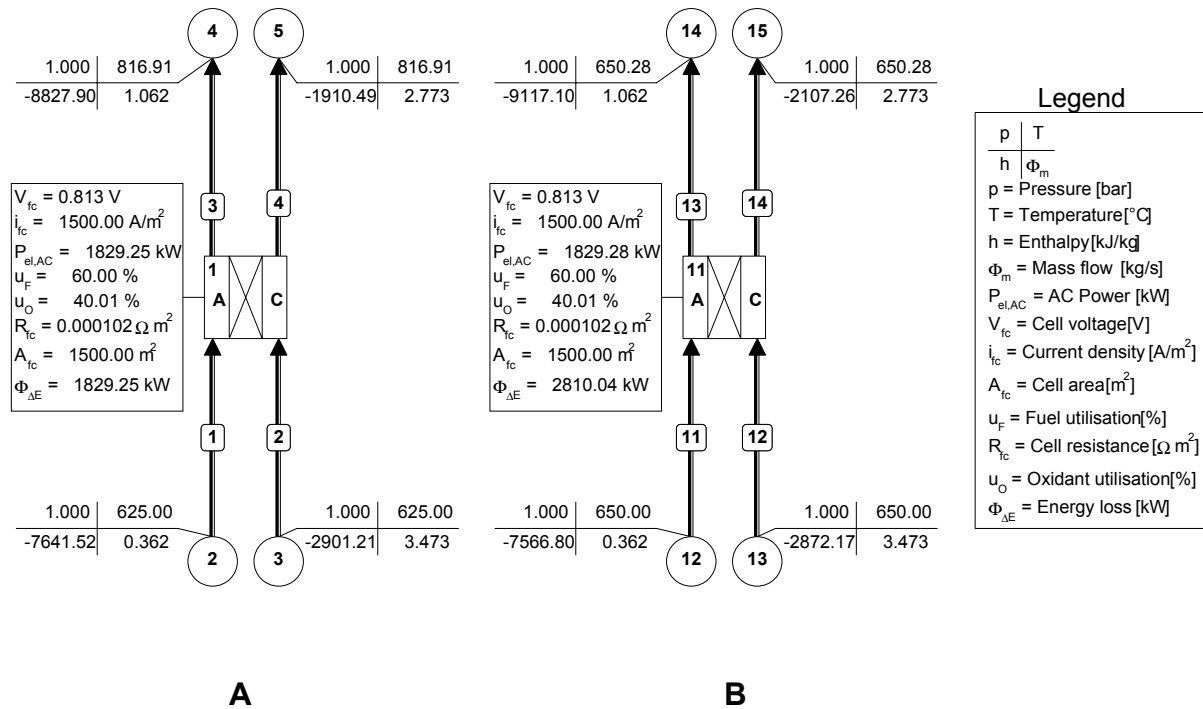 4 5 14 15
1.000 816.91 1.000 816.91 1.000 650.28 1.000 650.28
-8827.90 1.062 -1910.49 2.773 -9117.10 1.062 -2107.26 2.773
Legend
p T
h Φm
p = Pressure [bar]
T = Temperature [°C]
h = Enthalpy [kJ/kg]
Φm = Mass flow [kg/s]
Pel,AC = AC Power [kW]
Vfc = Cell voltage [V]
ifc = Current density [A/m²]
Afc = Cell area [m²]
uF = Fuel utilisation [%]
Rfc = Cell resistance [Ω m²]
uO = Oxidant utilisation [%]
ΦΔE = Energy loss [kW]
Vfc = 0.813 V
ifc = 1500.00 A/m²
Pel,AC = 1829.25 kW
uF = 60.00 %
uO = 40.01 %
Rfc = 0.000102 Ω m²
Afc = 1500.00 m²
ΦΔE = 1829.25 kW
3 4
1
A C
1 2
Vfc = 0.813 V
ifc = 1500.00 A/m²
Pel,AC = 1829.28 kW
uF = 60.00 %
uO = 40.01 %
Rfc = 0.000102 Ω m²
Afc = 1500.00 m²
ΦΔE = 2810.04 kW
13 14
11
A C
11 12
1.000 625.00 1.000 625.00 1.000 650.00 1.000 650.00
-7641.52 0.362 -2901.21 3.473 -7566.80 0.362 -2872.17 3.473
2 3 12 13
A B